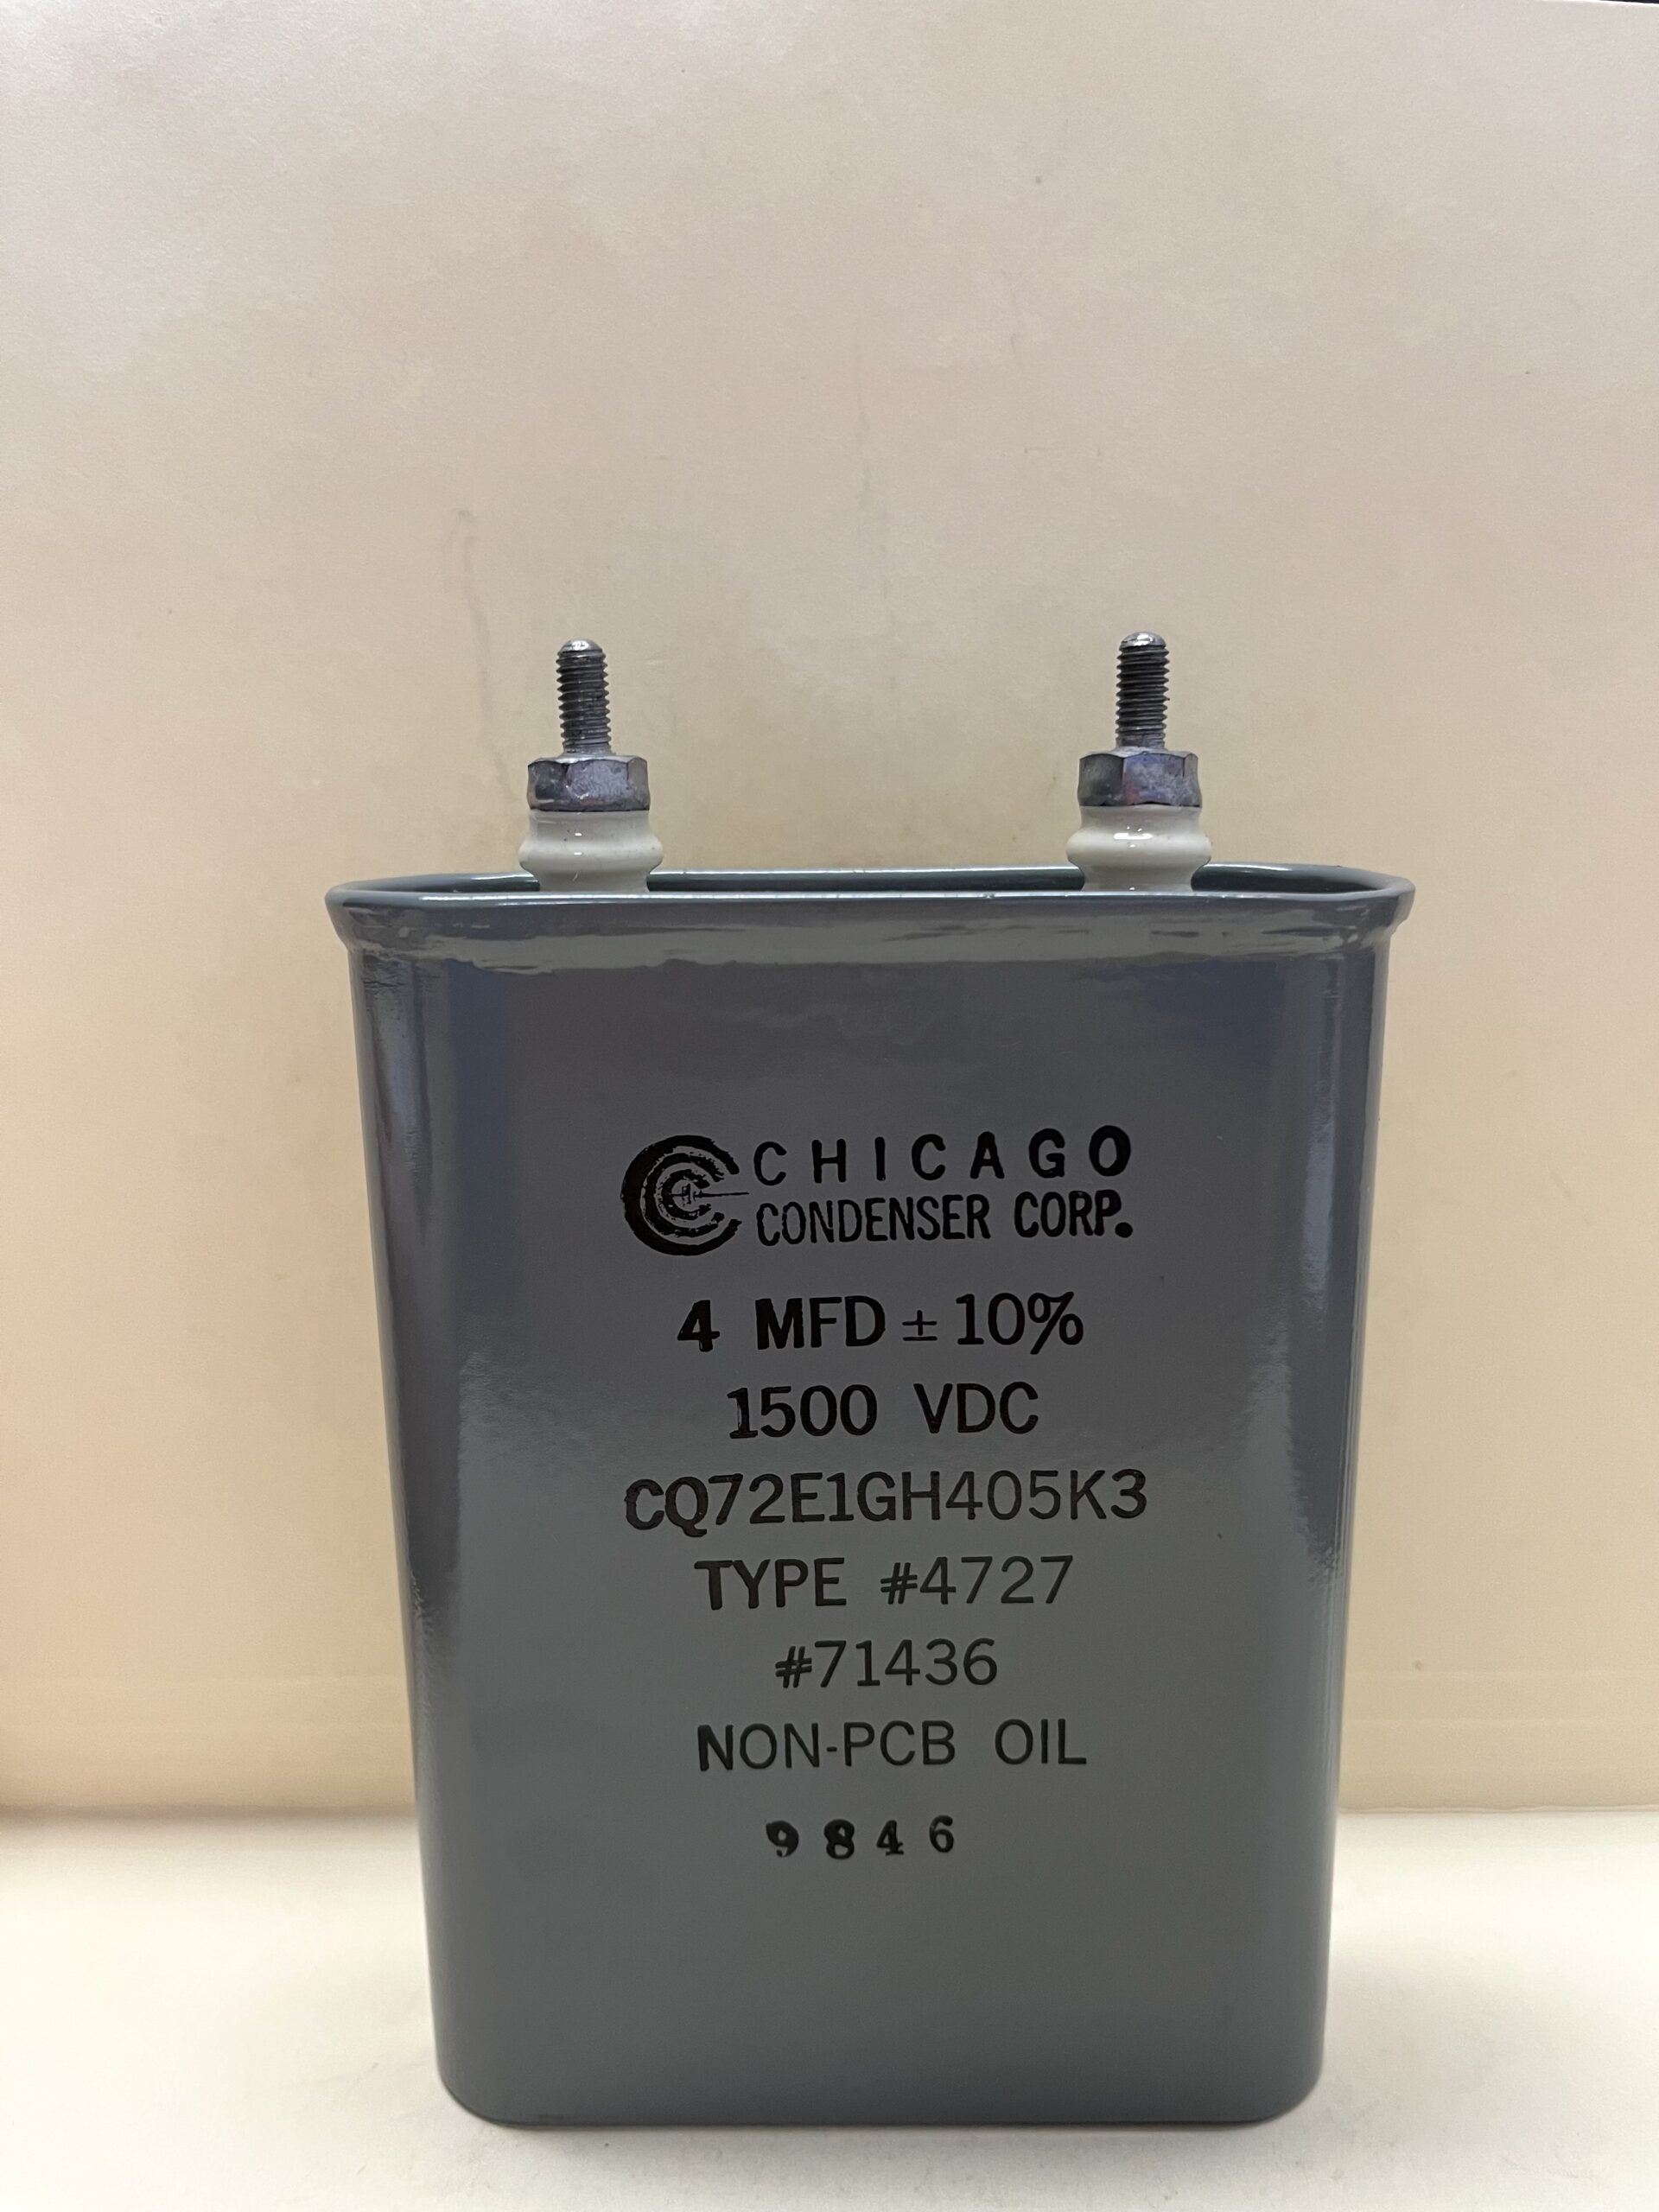 CHICAGO
CONDENSER CORP.
4 MFD ± 10%
1500 VDC
CQ72E1GH405K3
TYPE #4727
#71436
NON-PCB OIL
9846